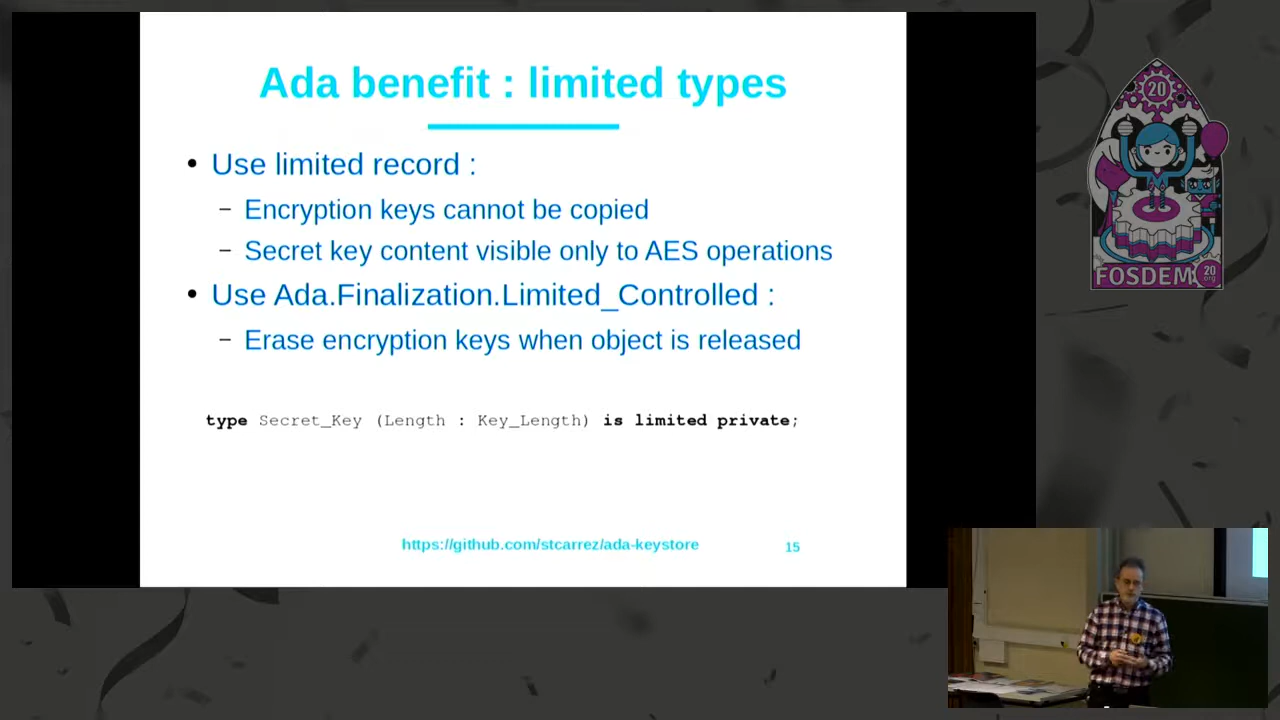 Ada benefit : limited types
• Use limited record :
– Encryption keys cannot be copied
– Secret key content visible only to AES operations
• Use Ada.Finalization.Limited_Controlled :
– Erase encryption keys when object is released
type Secret_Key (Length : Key_Length) is limited private;
https://github.com/stcarrez/ada-keystore
15
20
FOSDEM
20
org